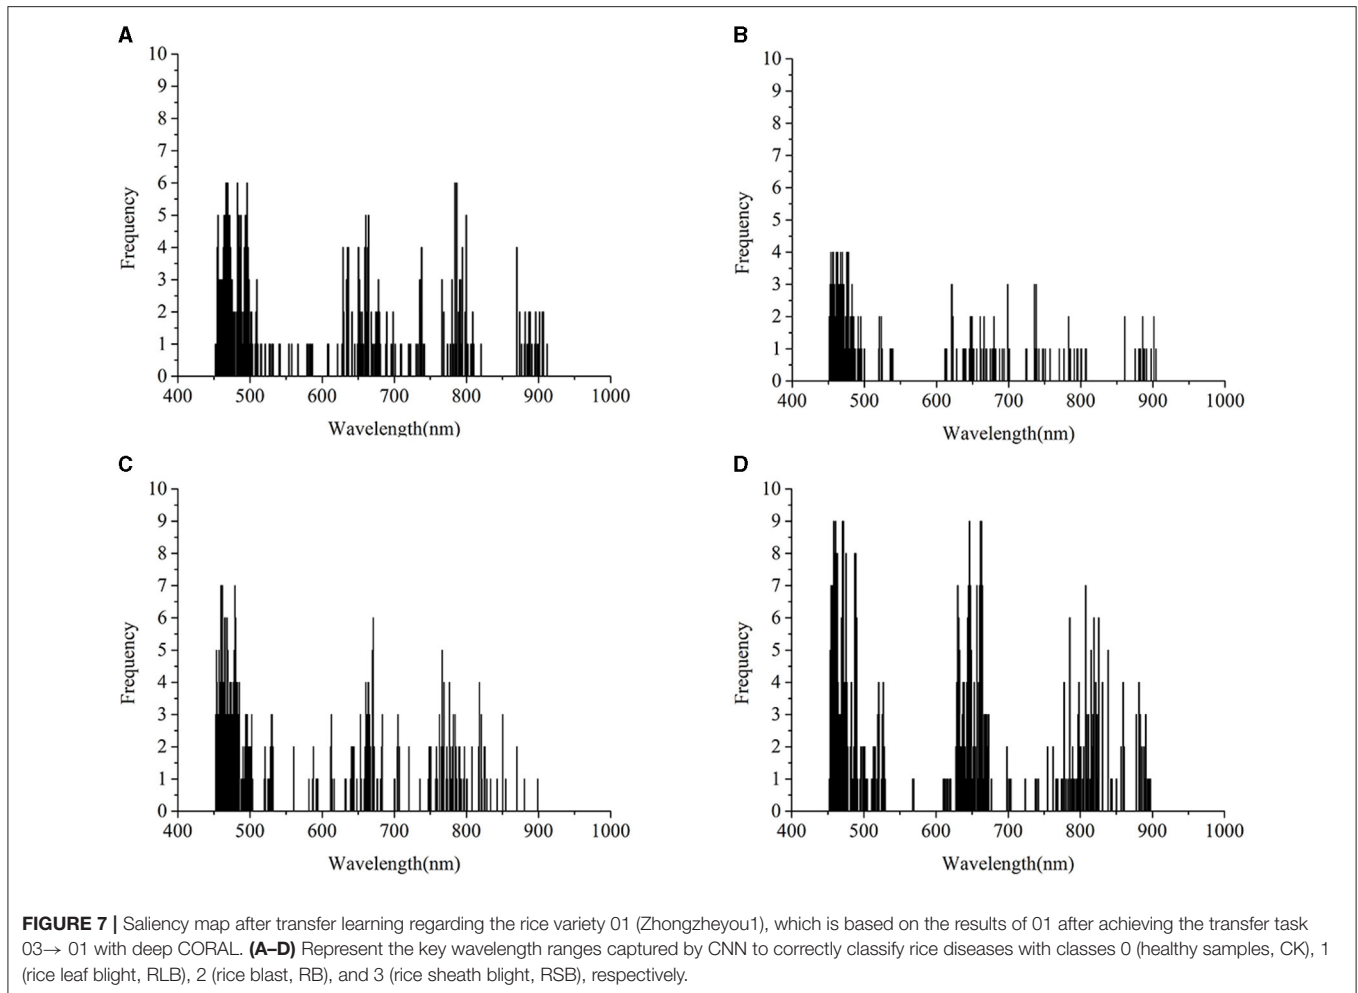 A
10
9
8
7
6
5
4
3
2
1
0
Frequency
400 500 600 700 800 900 1000
Wavelength(nm)
B
10
9
8
7
6
5
4
3
2
1
0
Frequency
400 500 600 700 800 900 1000
Wavelength(nm)
C
10
9
8
7
6
5
4
3
2
1
0
Frequency
400 500 600 700 800 900 1000
Wavelength(nm)
D
10
9
8
7
6
5
4
3
2
1
0
Frequency
400 500 600 700 800 900 1000
Wavelength(nm)
FIGURE 7 | Saliency map after transfer learning regarding the rice variety 01 (Zhongzheyou1), which is based on the results of 01 after achieving the transfer task
03→ 01 with deep CORAL. (A–D) Represent the key wavelength ranges captured by CNN to correctly classify rice diseases with classes 0 (healthy samples, CK), 1
(rice leaf blight, RLB), 2 (rice blast, RB), and 3 (rice sheath blight, RSB), respectively.